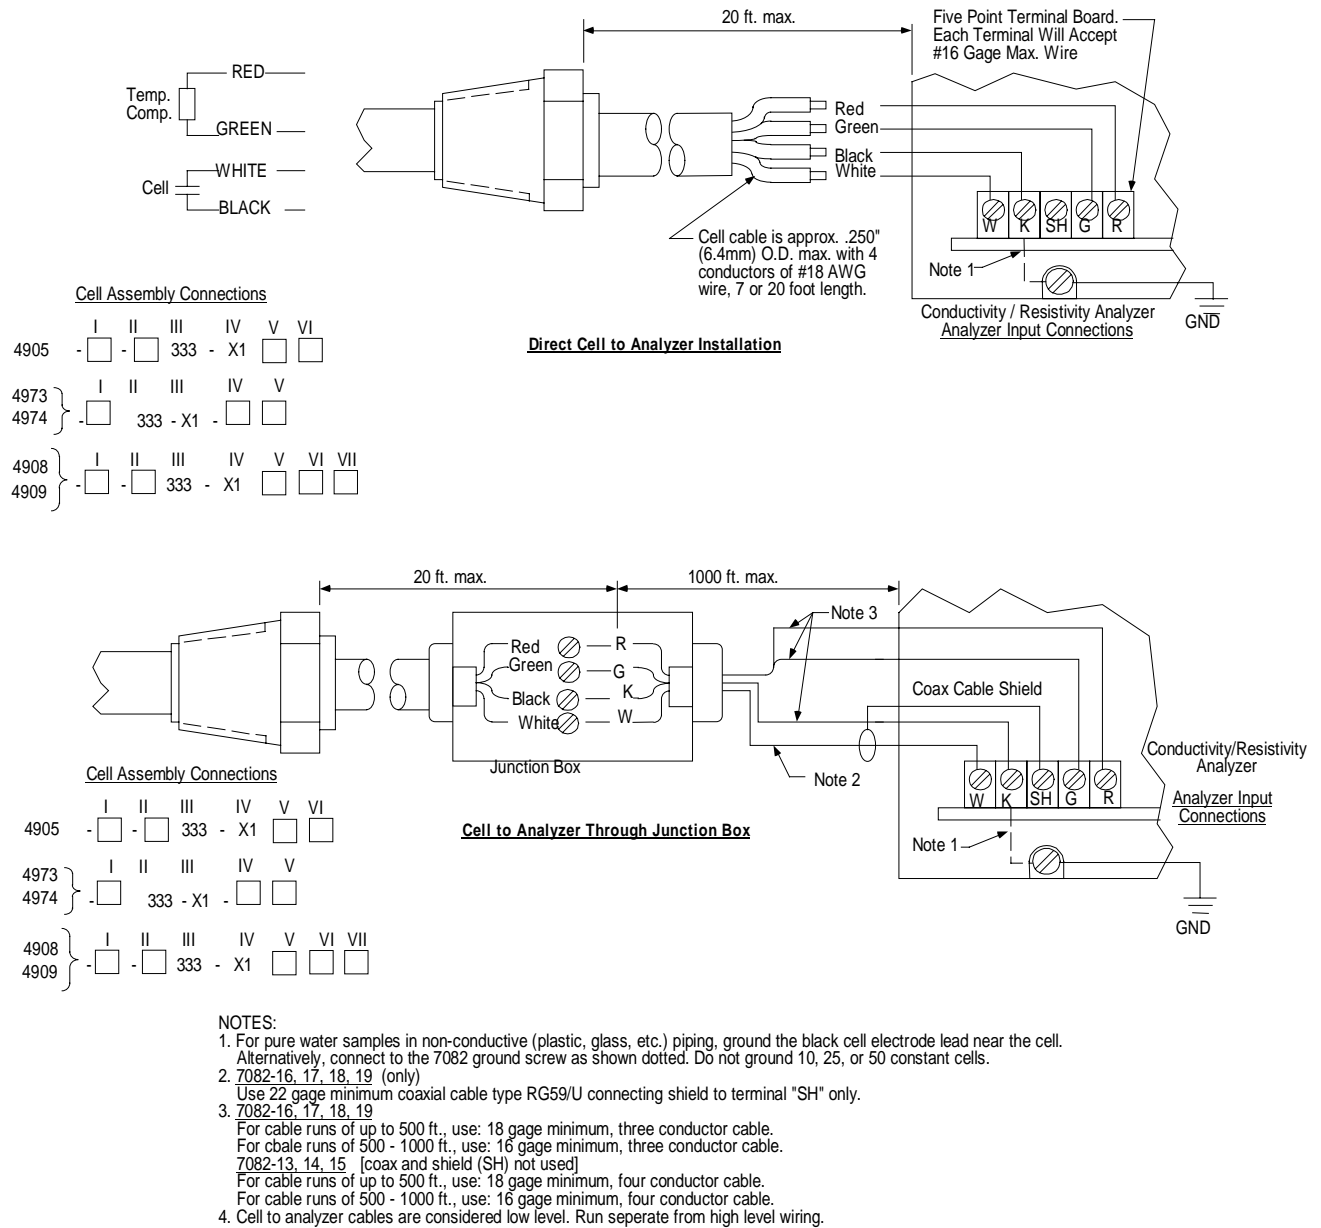 20 ft. max.
Five Point Terminal Board.
Each Terminal Will Accept
#16 Gage Max. Wire
RED
Temp.
Comp.
GREEN
WHITE
Cell
BLACK
Red
Green
Black
White
W K SH G R
Cell cable is approx. .250"
(6.4mm) O.D. max. with 4
conductors of #18 AWG
wire, 7 or 20 foot length.
Note 1
GND
Conductivity / Resistivity Analyzer
Analyzer Input Connections
Direct Cell to Analyzer Installation
Cell Assembly Connections
I II III IV V VI
4905 - - 333 - X1
I II III IV V
4973
4974
- 333 - X1 -
I II III IV V VI VII
4908
4909
- - 333 - X1
20 ft. max.
1000 ft. max.
Note 3
Red R
Green G
Black K
White W
Junction Box
Coax Cable Shield
Note 2
W K SH G R
Conductivity/Resistivity
Analyzer
Analyzer Input
Connections
Note 1
GND
Cell to Analyzer Through Junction Box
Cell Assembly Connections
I II III IV V VI
4905 - - 333 - X1
I II III IV V
4973
4974
- 333 - X1 -
I II III IV V VI VII
4908
4909
- - 333 - X1
NOTES:
1. For pure water samples in non-conductive (plastic, glass, etc.) piping, ground the black cell electrode lead near the cell.
Alternatively, connect to the 7082 ground screw as shown dotted. Do not ground 10, 25, or 50 constant cells.
2. 7082-16, 17, 18, 19 (only)
Use 22 gage minimum coaxial cable type RG59/U connecting shield to terminal "SH" only.
3. 7082-16, 17, 18, 19
For cable runs of up to 500 ft., use: 18 gage minimum, three conductor cable.
For cbale runs of 500 - 1000 ft., use: 16 gage minimum, three conductor cable.
7082-13, 14, 15 [coax and shield (SH) not used]
For cable runs of up to 500 ft., use: 18 gage minimum, four conductor cable.
For cable runs of 500 - 1000 ft., use: 16 gage minimum, four conductor cable.
4. Cell to analyzer cables are considered low level. Run seperate from high level wiring.